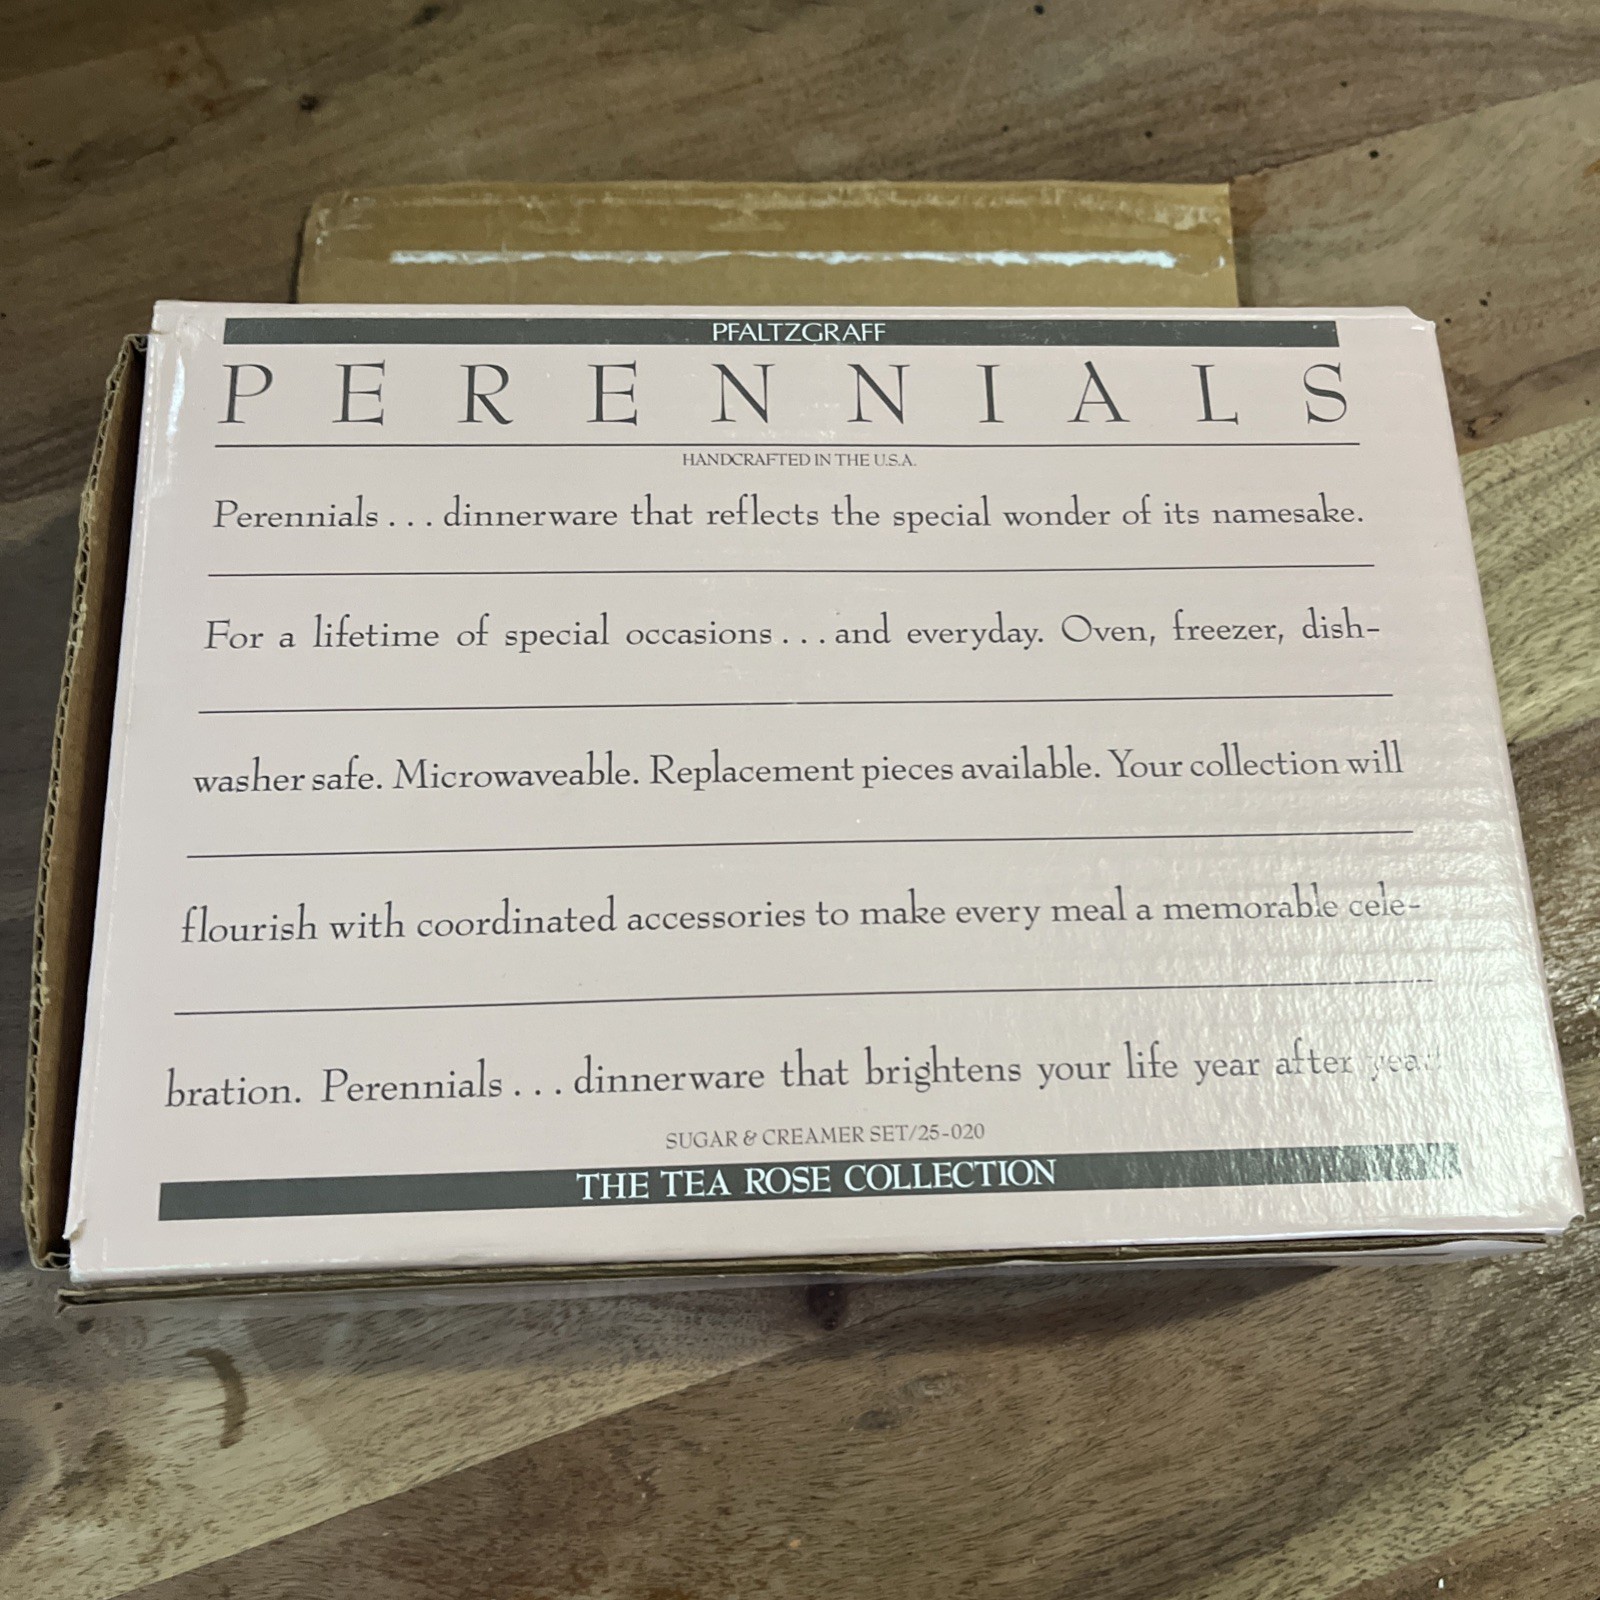 PFALTZGRAFF
PERENNIALS
HANDCRAFTED IN THE U.S.A.
Perennials . . . dinnerware that reflects the special wonder of its namesake.
For a lifetime of special occasions . . . and everyday. Oven, freezer, dish-
washer safe. Microwaveable. Replacement pieces available. Your collection will
flourish with coordinated accessories to make every meal a memorable cele-
bration. Perennials . . . dinnerware that brightens your life year after year.
SUGAR & CREAMER SET/25-020
THE TEA ROSE COLLECTION